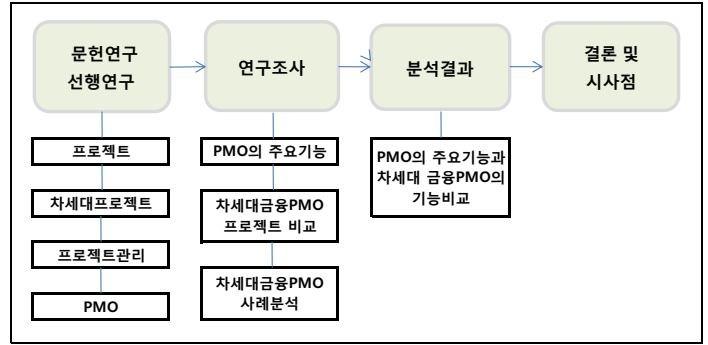 문헌연구
선행연구
연구조사
분석결과
결론 및
시사점
프로젝트
차세대프로젝트
프로젝트관리
PMO
PMO의 주요기능
차세대금융PMO
프로젝트 비교
차세대금융PMO
사례분석
PMO의 주요기능과
차세대 금융PMO의
기능비교